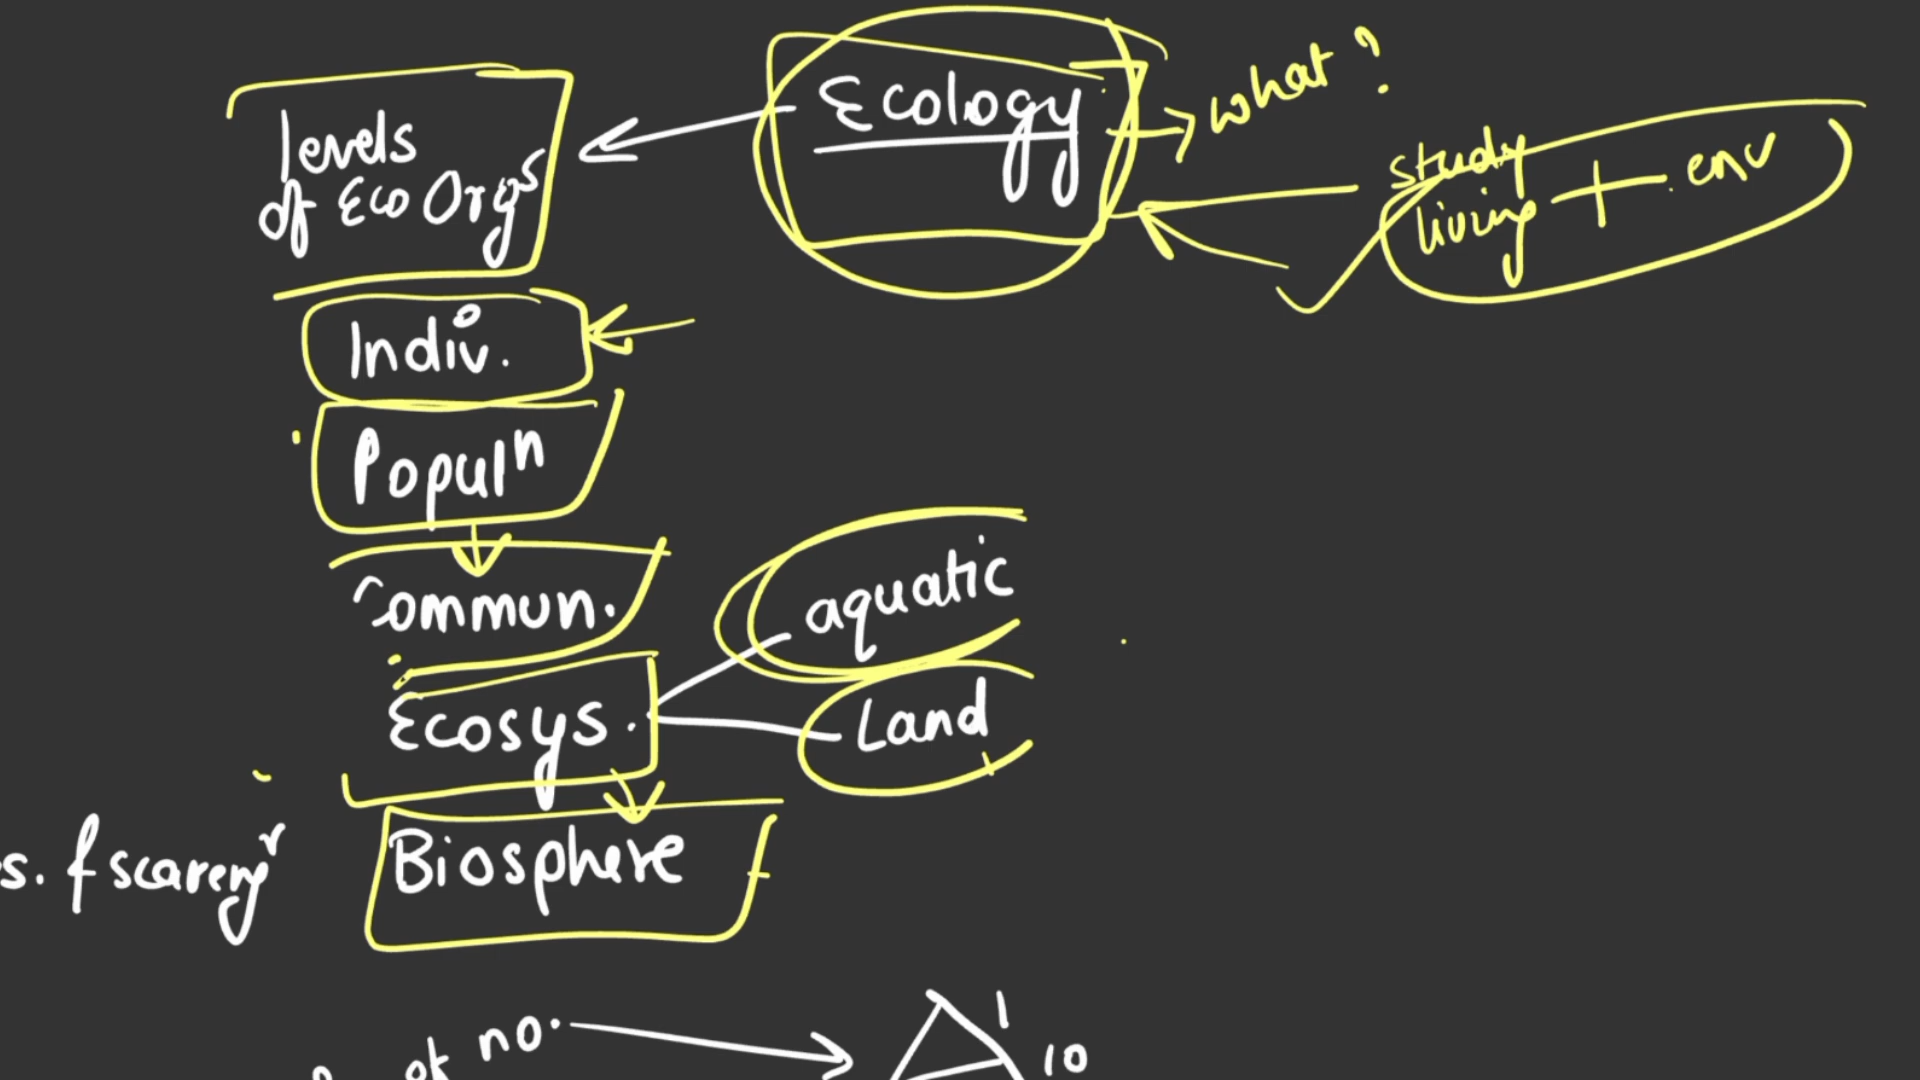 Ecology
what?
study
living + env
levels
of Eco Orgs
Indiv.
Populⁿ
Commun.
aquatic
Ecosys.
Land
Biosphere
s. f
of no.
1
10